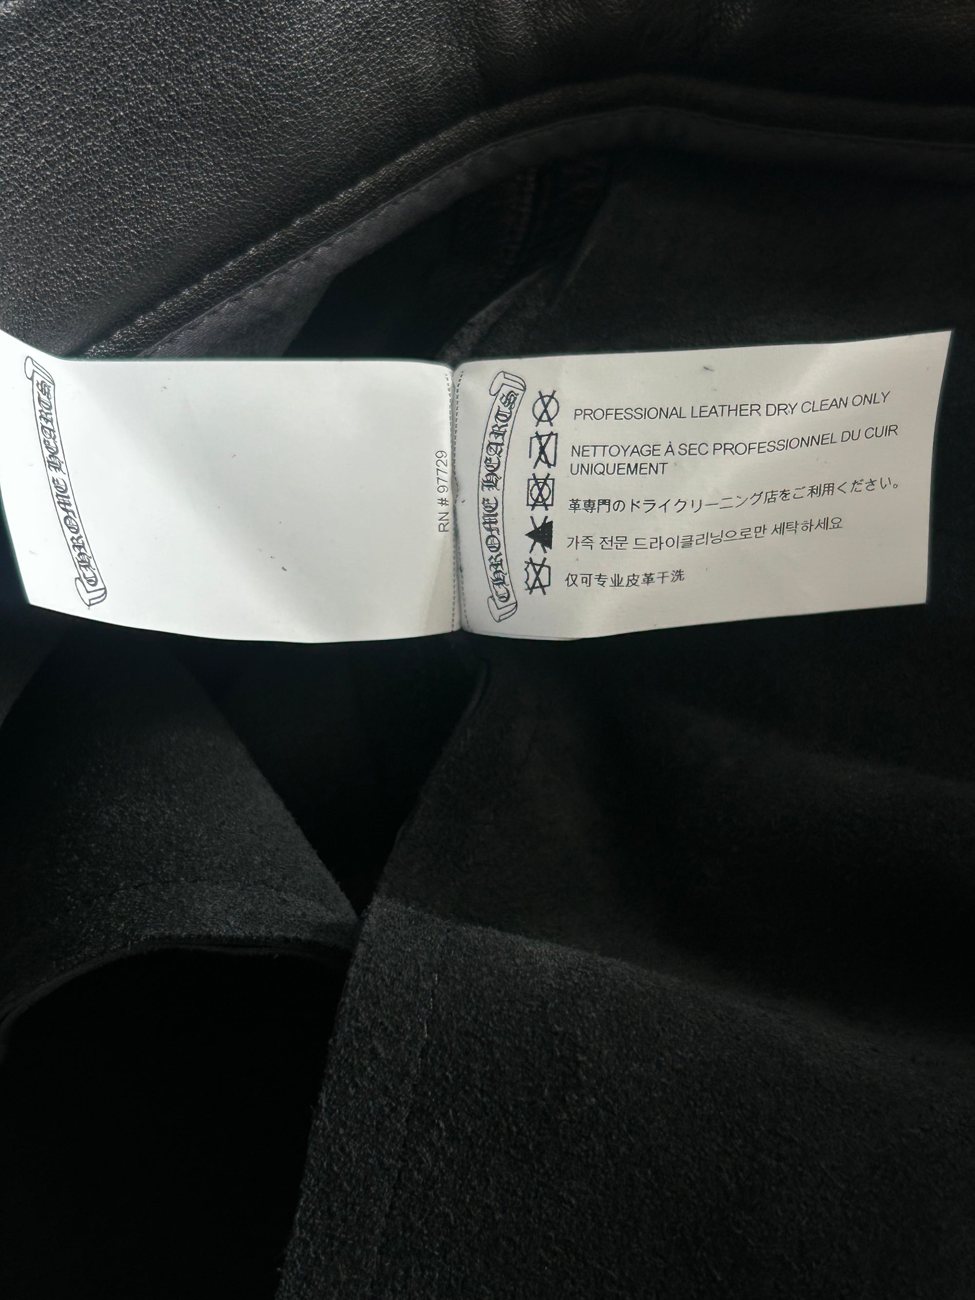 CHROME HEARTS
RN # 97729
CHROME HEARTS
PROFESSIONAL LEATHER DRY CLEAN ONLY
NETTOYAGE À SEC PROFESSIONNEL DU CUIR
UNIQUEMENT
革専門のドライクリーニング店をご利用ください。
가죽 전문 드라이클리닝으로만 세탁하세요
仅可专业皮革干洗